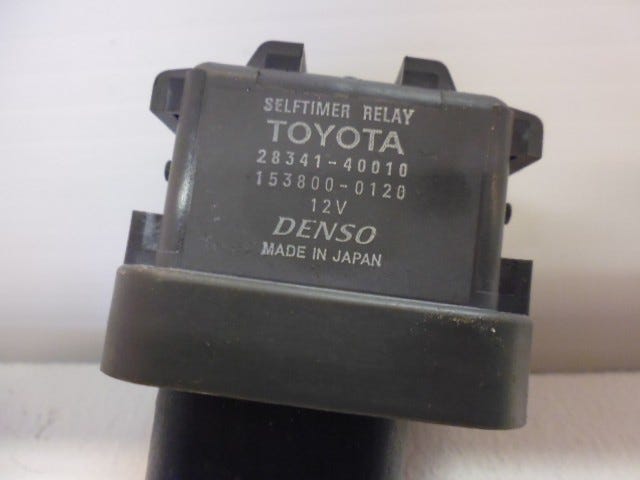 SELFTIMER RELAY
TOYOTA
28341-40010
153800-0120
12V
DENSO
MADE IN JAPAN